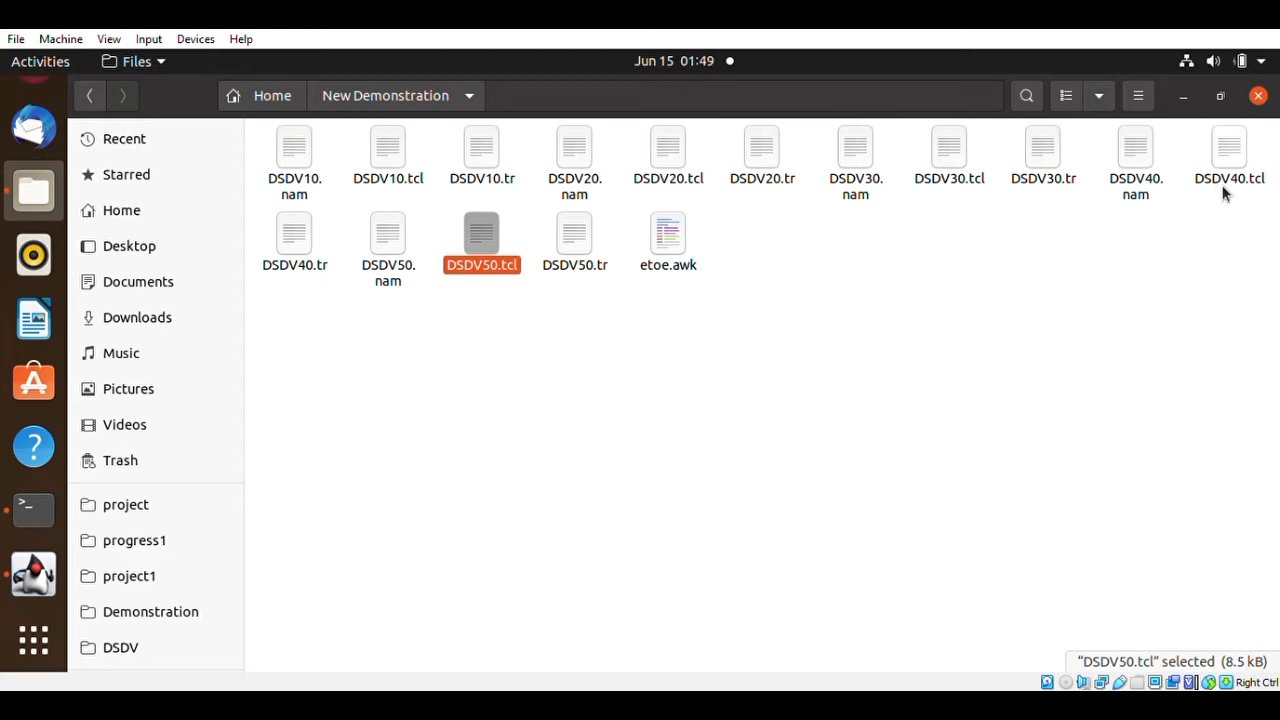 File Machine View Input Devices Help
Activities Files Jun 15 01:49
Home New Demonstration
Recent
Starred
Home
Desktop
Documents
Downloads
Music
Pictures
Videos
Trash
project
progress1
project1
Demonstration
DSDV
DSDV10.
nam
DSDV10.tcl
DSDV10.tr
DSDV20.
nam
DSDV20.tcl
DSDV20.tr
DSDV30.
nam
DSDV30.tcl
DSDV30.tr
DSDV40.
nam
DSDV40.tcl
DSDV40.tr
DSDV50.
nam
DSDV50.tcl
DSDV50.tr
etoe.awk
"DSDV50.tcl" selected (8.5 kB)
Right Ctrl